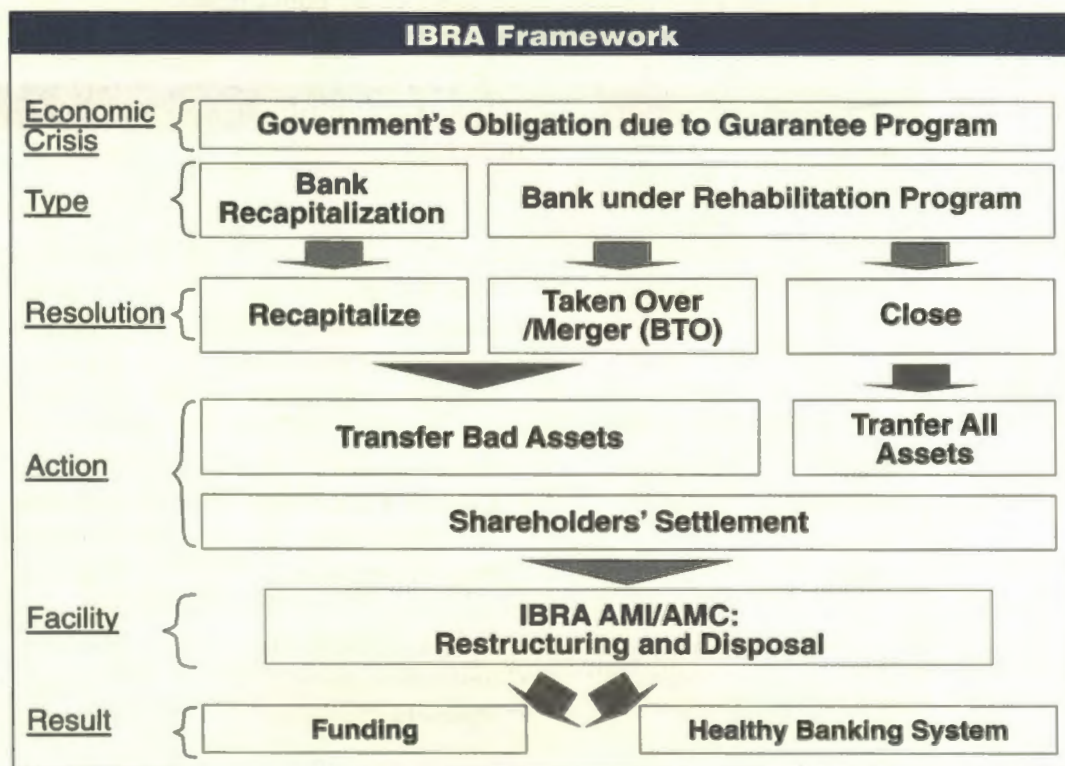 IBRA Framework
Economic
Crisis
Government's Obligation due to Guarantee Program
Type
Bank
Recapitalization
Bank under Rehabilitation Program
Resolution
Recapitalize
Taken Over
/Merger (BTO)
Close
Action
Transfer Bad Assets
Tranfer All
Assets
Shareholders' Settlement
Facility
IBRA AMI/AMC:
Restructuring and Disposal
Result
Funding
Healthy Banking System